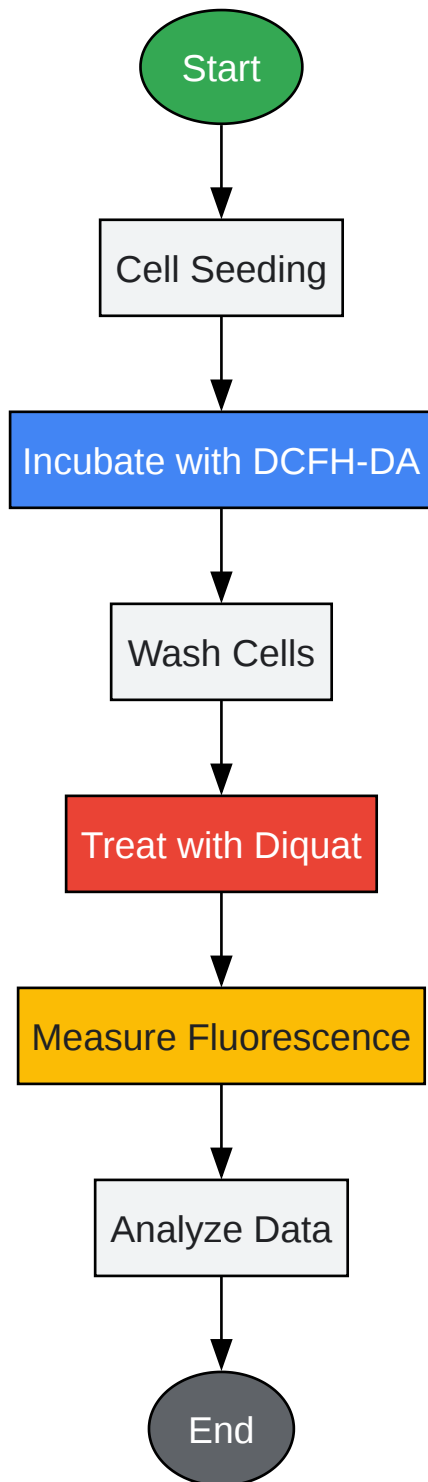 Start
Cell Seeding
Incubate with DCFH-DA
Wash Cells
Treat with Diquat
Measure Fluorescence
Analyze Data
End